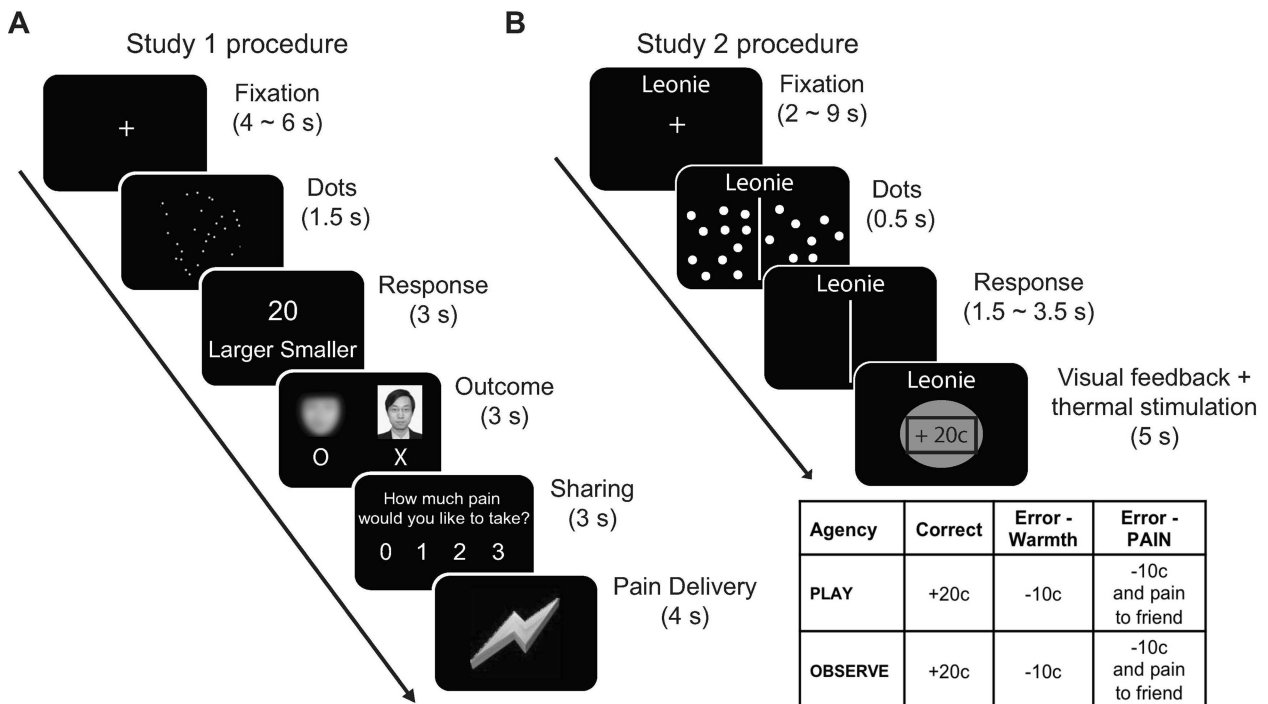 A
Study 1 procedure
+
Fixation
(4 ~ 6 s)
Dots
(1.5 s)
20
Larger Smaller
Response
(3 s)
O X
Outcome
(3 s)
How much pain
would you like to take?
0 1 2 3
Sharing
(3 s)
Pain Delivery
(4 s)
B
Study 2 procedure
Leonie
+
Fixation
(2 ~ 9 s)
Leonie
Dots
(0.5 s)
Leonie
Response
(1.5 ~ 3.5 s)
Leonie
+ 20c
Visual feedback +
thermal stimulation
(5 s)
Agency Correct Error - Warmth Error - PAIN
PLAY +20c -10c -10c and pain to friend
OBSERVE +20c -10c -10c and pain to friend